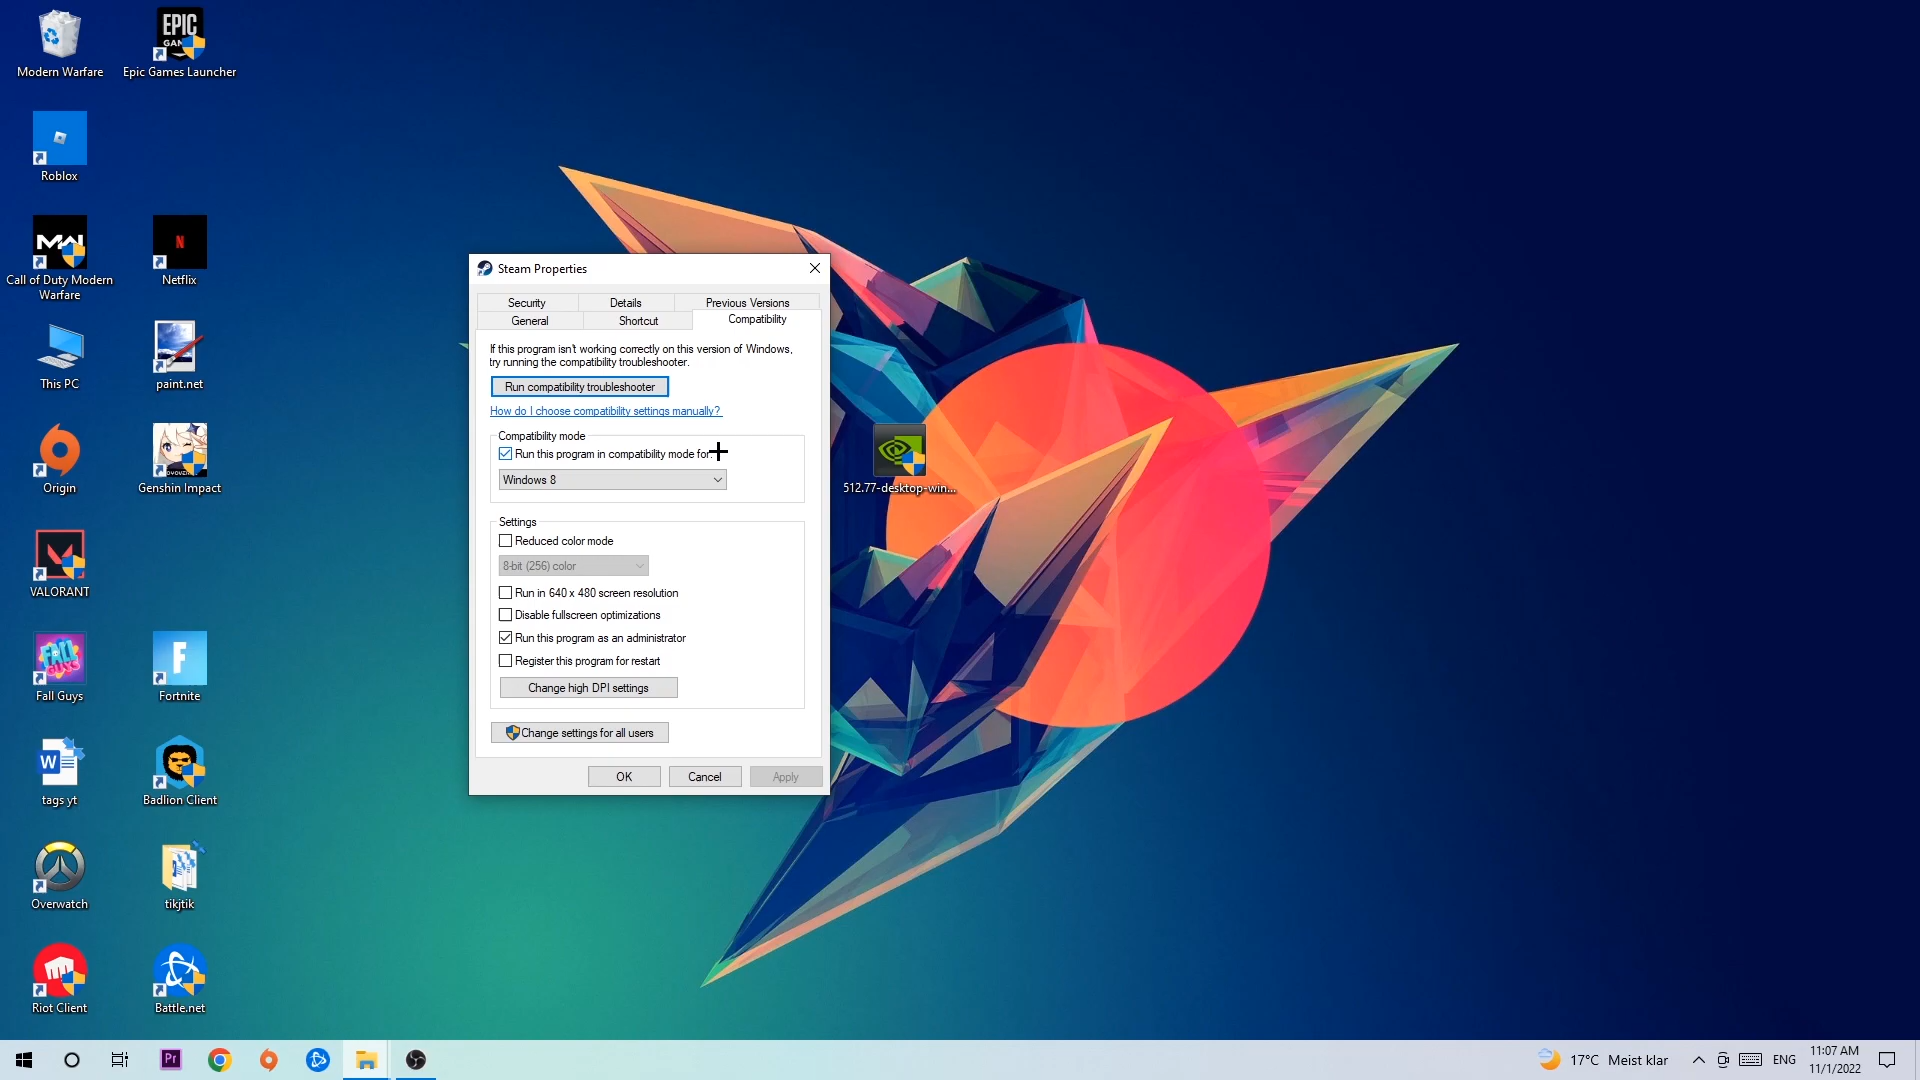 Modern Warfare
EPIC
GAMES
Epic Games Launcher
Roblox
MW
Call of Duty Modern
Warfare
N
Netflix
This PC
paint.net
Origin
Genshin Impact
VALORANT
FALL
GUYS
Fall Guys
F
Fortnite
W
tags yt
Badlion Client
Overwatch
tikjtik
Riot Client
Battle.net
512.77-desktop-win...
Steam Properties
Security
Details
Previous Versions
General
Shortcut
Compatibility
If this program isn't working correctly on this version of Windows,
try running the compatibility troubleshooter.
Run compatibility troubleshooter
How do I choose compatibility settings manually?
Compatibility mode
Run this program in compatibility mode for:
Windows 8
Settings
Reduced color mode
8-bit (256) color
Run in 640 x 480 screen resolution
Disable fullscreen optimizations
Run this program as an administrator
Register this program for restart
Change high DPI settings
Change settings for all users
OK
Cancel
Apply
Pr
17°C Meist klar
ENG
11:07 AM
11/1/2022